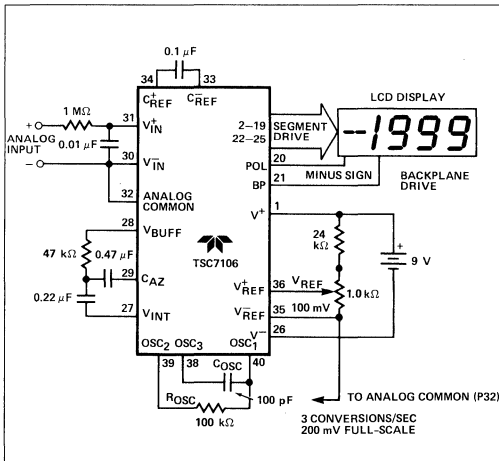 0.1 µF
34
33
C⁺REF
C⁻REF
LCD DISPLAY
-1999
1 MΩ
31
V⁺IN
+
ANALOG
INPUT
–
0.01 µF
30
V⁻IN
32
ANALOG
COMMON
2–19
22–25
SEGMENT
DRIVE
POL
20
MINUS SIGN
BP
21
BACKPLANE
DRIVE
V⁺
1
28
VBUFF
47 kΩ
0.47 µF
29
CAZ
0.22 µF
27
VINT
TSC7106
24
kΩ
+
9 V
V⁺REF
36
VREF
1.0 kΩ
100 mV
V⁻REF
35
V⁻
26
OSC2
OSC3
OSC1
39
38
COSC
40
100 pF
ROSC
100 kΩ
TO ANALOG COMMON (P32)
3 CONVERSIONS/SEC
200 mV FULL-SCALE